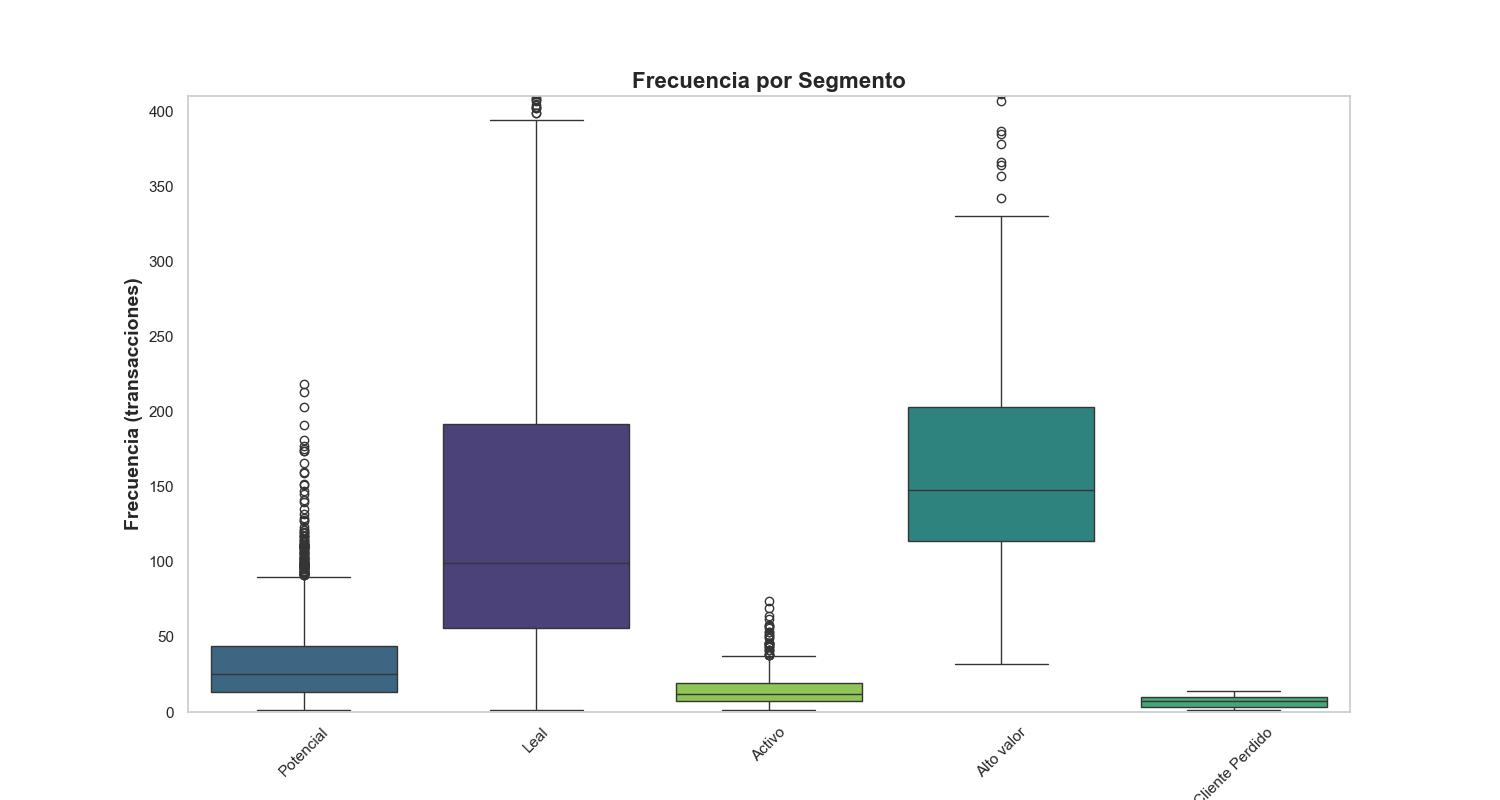 Frecuencia por Segmento
Frecuencia (transacciones)
400
350
300
250
200
150
100
50
0
Potencial
Leal
Activo
Alto valor
Cliente Perdido